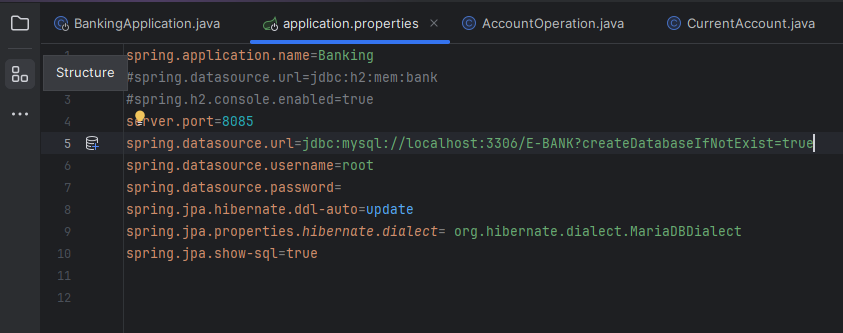 BankingApplication.java application.properties AccountOperation.java CurrentAccount.java
1 spring.application.name=Banking
Structure #spring.datasource.url=jdbc:h2:mem:bank
3 #spring.h2.console.enabled=true
4 server.port=8085
5 spring.datasource.url=jdbc:mysql://localhost:3306/E-BANK?createDatabaseIfNotExist=true
6 spring.datasource.username=root
7 spring.datasource.password=
8 spring.jpa.hibernate.ddl-auto=update
9 spring.jpa.properties.hibernate.dialect= org.hibernate.dialect.MariaDBDialect
10 spring.jpa.show-sql=true
11
12